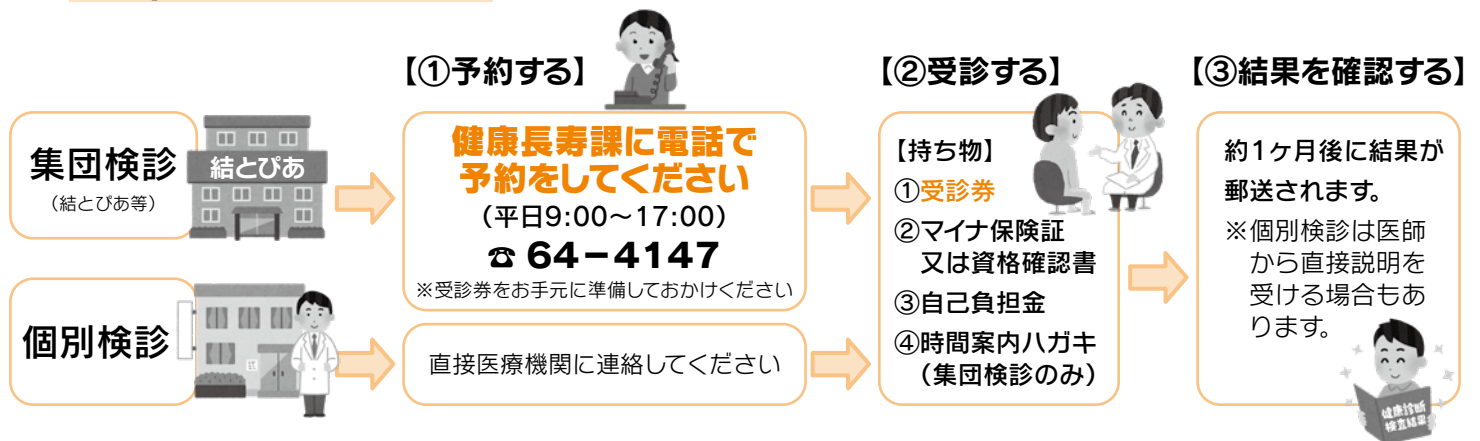 【①予約する】
【②受診する】
【③結果を確認する】
集団検診
(結とぴあ等)
結とぴあ
健康長寿課に電話で
予約をしてください
(平日9:00〜17:00)
☎ 64−4147
※受診券をお手元に準備しておかけください
個別検診
直接医療機関に連絡してください
【持ち物】
①受診券
②マイナ保険証
又は資格確認書
③自己負担金
④時間案内ハガキ
(集団検診のみ)
約1ヶ月後に結果が
郵送されます。
※個別検診は医師
から直接説明を
受ける場合もあ
ります。
健康診断
検査結果